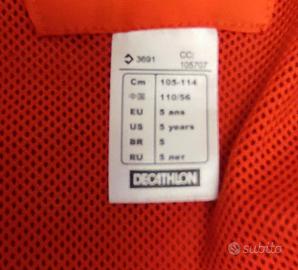 3691 CC/
105707
Cm 105-114
中国 110/56
EU 5 ans
US 5 years
BR 5
RU 5 лет
DECATHLON
subito